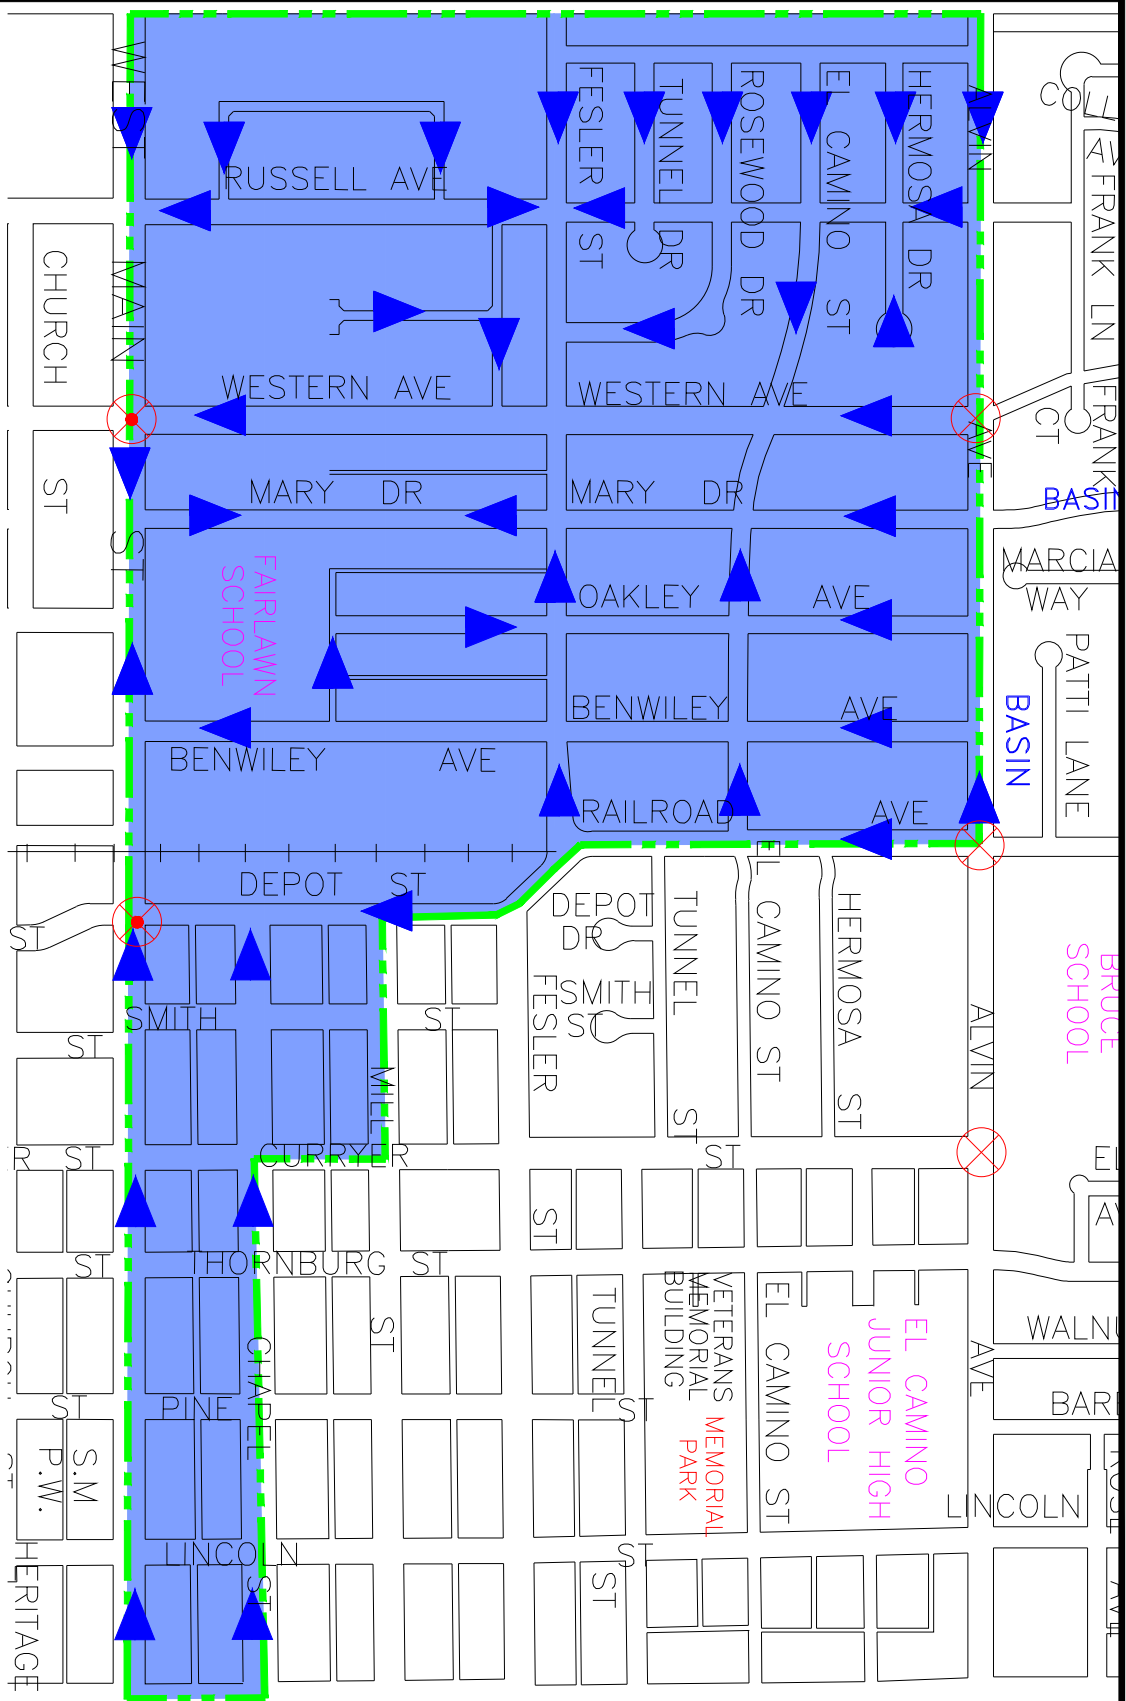 WEST
MAIN
ST
CHURCH
ST
RUSSELL AVE
FESLER ST
TUNNEL DR
ROSEWOOD DR
EL CAMINO ST
HERMOSA DR
ALVIN
AVE
FRANK LN
FRANK
CT
WESTERN AVE
WESTERN AVE
MARY DR
MARY DR
BASIN
MARCIA
WAY
PATTI LANE
BASIN
FAIRLAWN
SCHOOL
OAKLEY AVE
BENWILEY AVE
BENWILEY AVE
RAILROAD AVE
DEPOT ST
DEPOT
DR
SMITH
ST
FESLER
TUNNEL
ST
EL CAMINO ST
HERMOSA ST
ALVIN
BRUCE
SCHOOL
ST
SMITH ST
ST
MILL
CURRYER
ST
R ST
ST
THORNBURG ST
ST
ST
CHAPEL
ST
TUNNEL
ST
VETERANS
MEMORIAL
BUILDING
MEMORIAL
PARK
EL CAMINO ST
EL CAMINO
JUNIOR HIGH
SCHOOL
AVE
PINE
ST
ST
S.M
P.W.
LINCOLN
LINCOLN
ST
HERITAGE